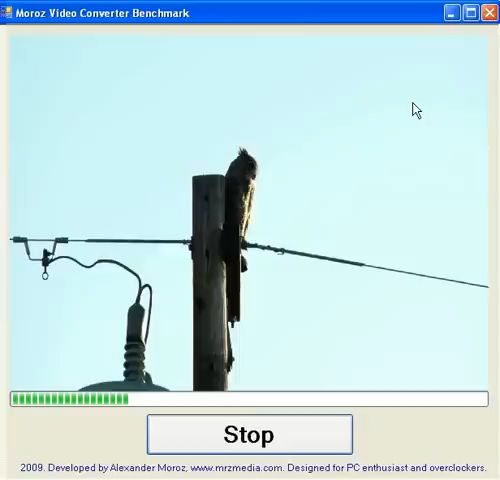 Moroz Video Converter Benchmark
Stop
2009. Developed by Alexander Moroz, www.mrzmedia.com. Designed for PC enthusiast and overclockers.